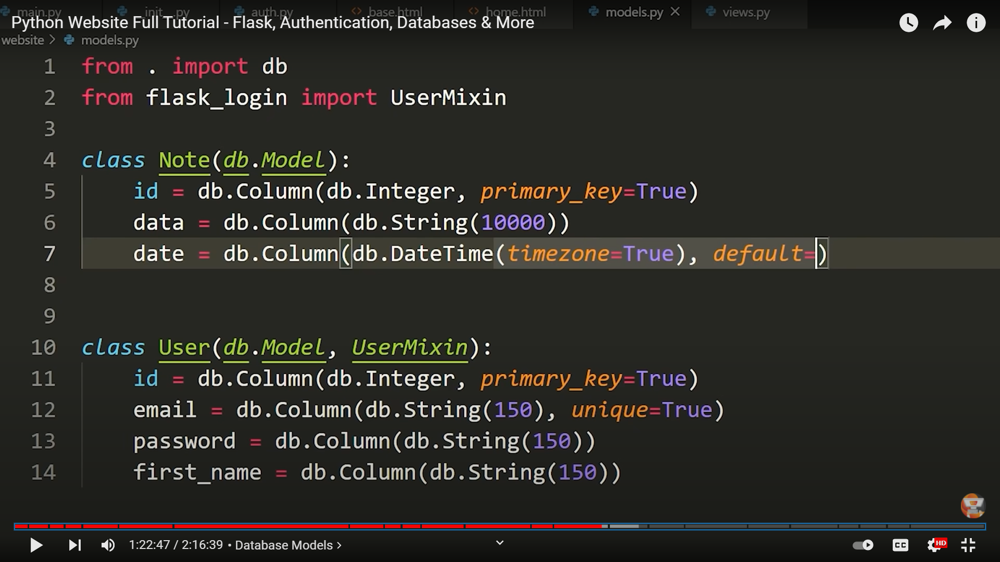 main.py __init__.py auth.py <> base.html <> home.html models.py × views.py
Python Website Full Tutorial - Flask, Authentication, Databases & More
website > models.py
1 from . import db
2 from flask_login import UserMixin
3
4 class Note(db.Model):
5 id = db.Column(db.Integer, primary_key=True)
6 data = db.Column(db.String(10000))
7 date = db.Column(db.DateTime(timezone=True), default=)
8
9
10 class User(db.Model, UserMixin):
11 id = db.Column(db.Integer, primary_key=True)
12 email = db.Column(db.String(150), unique=True)
13 password = db.Column(db.String(150))
14 first_name = db.Column(db.String(150))
1:22:47 / 2:16:39 • Database Models > CC HD